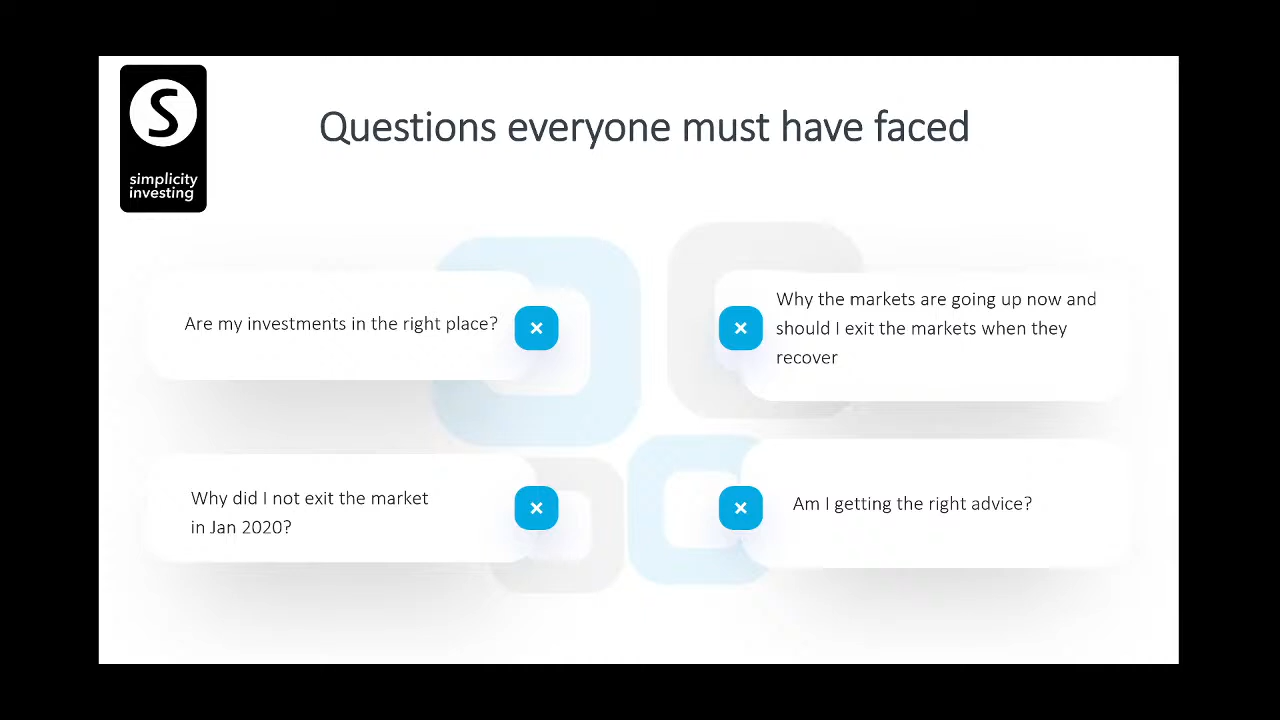 S
simplicity
investing
Questions everyone must have faced
Are my investments in the right place?
Why the markets are going up now and
should I exit the markets when they
recover
Why did I not exit the market
in Jan 2020?
Am I getting the right advice?